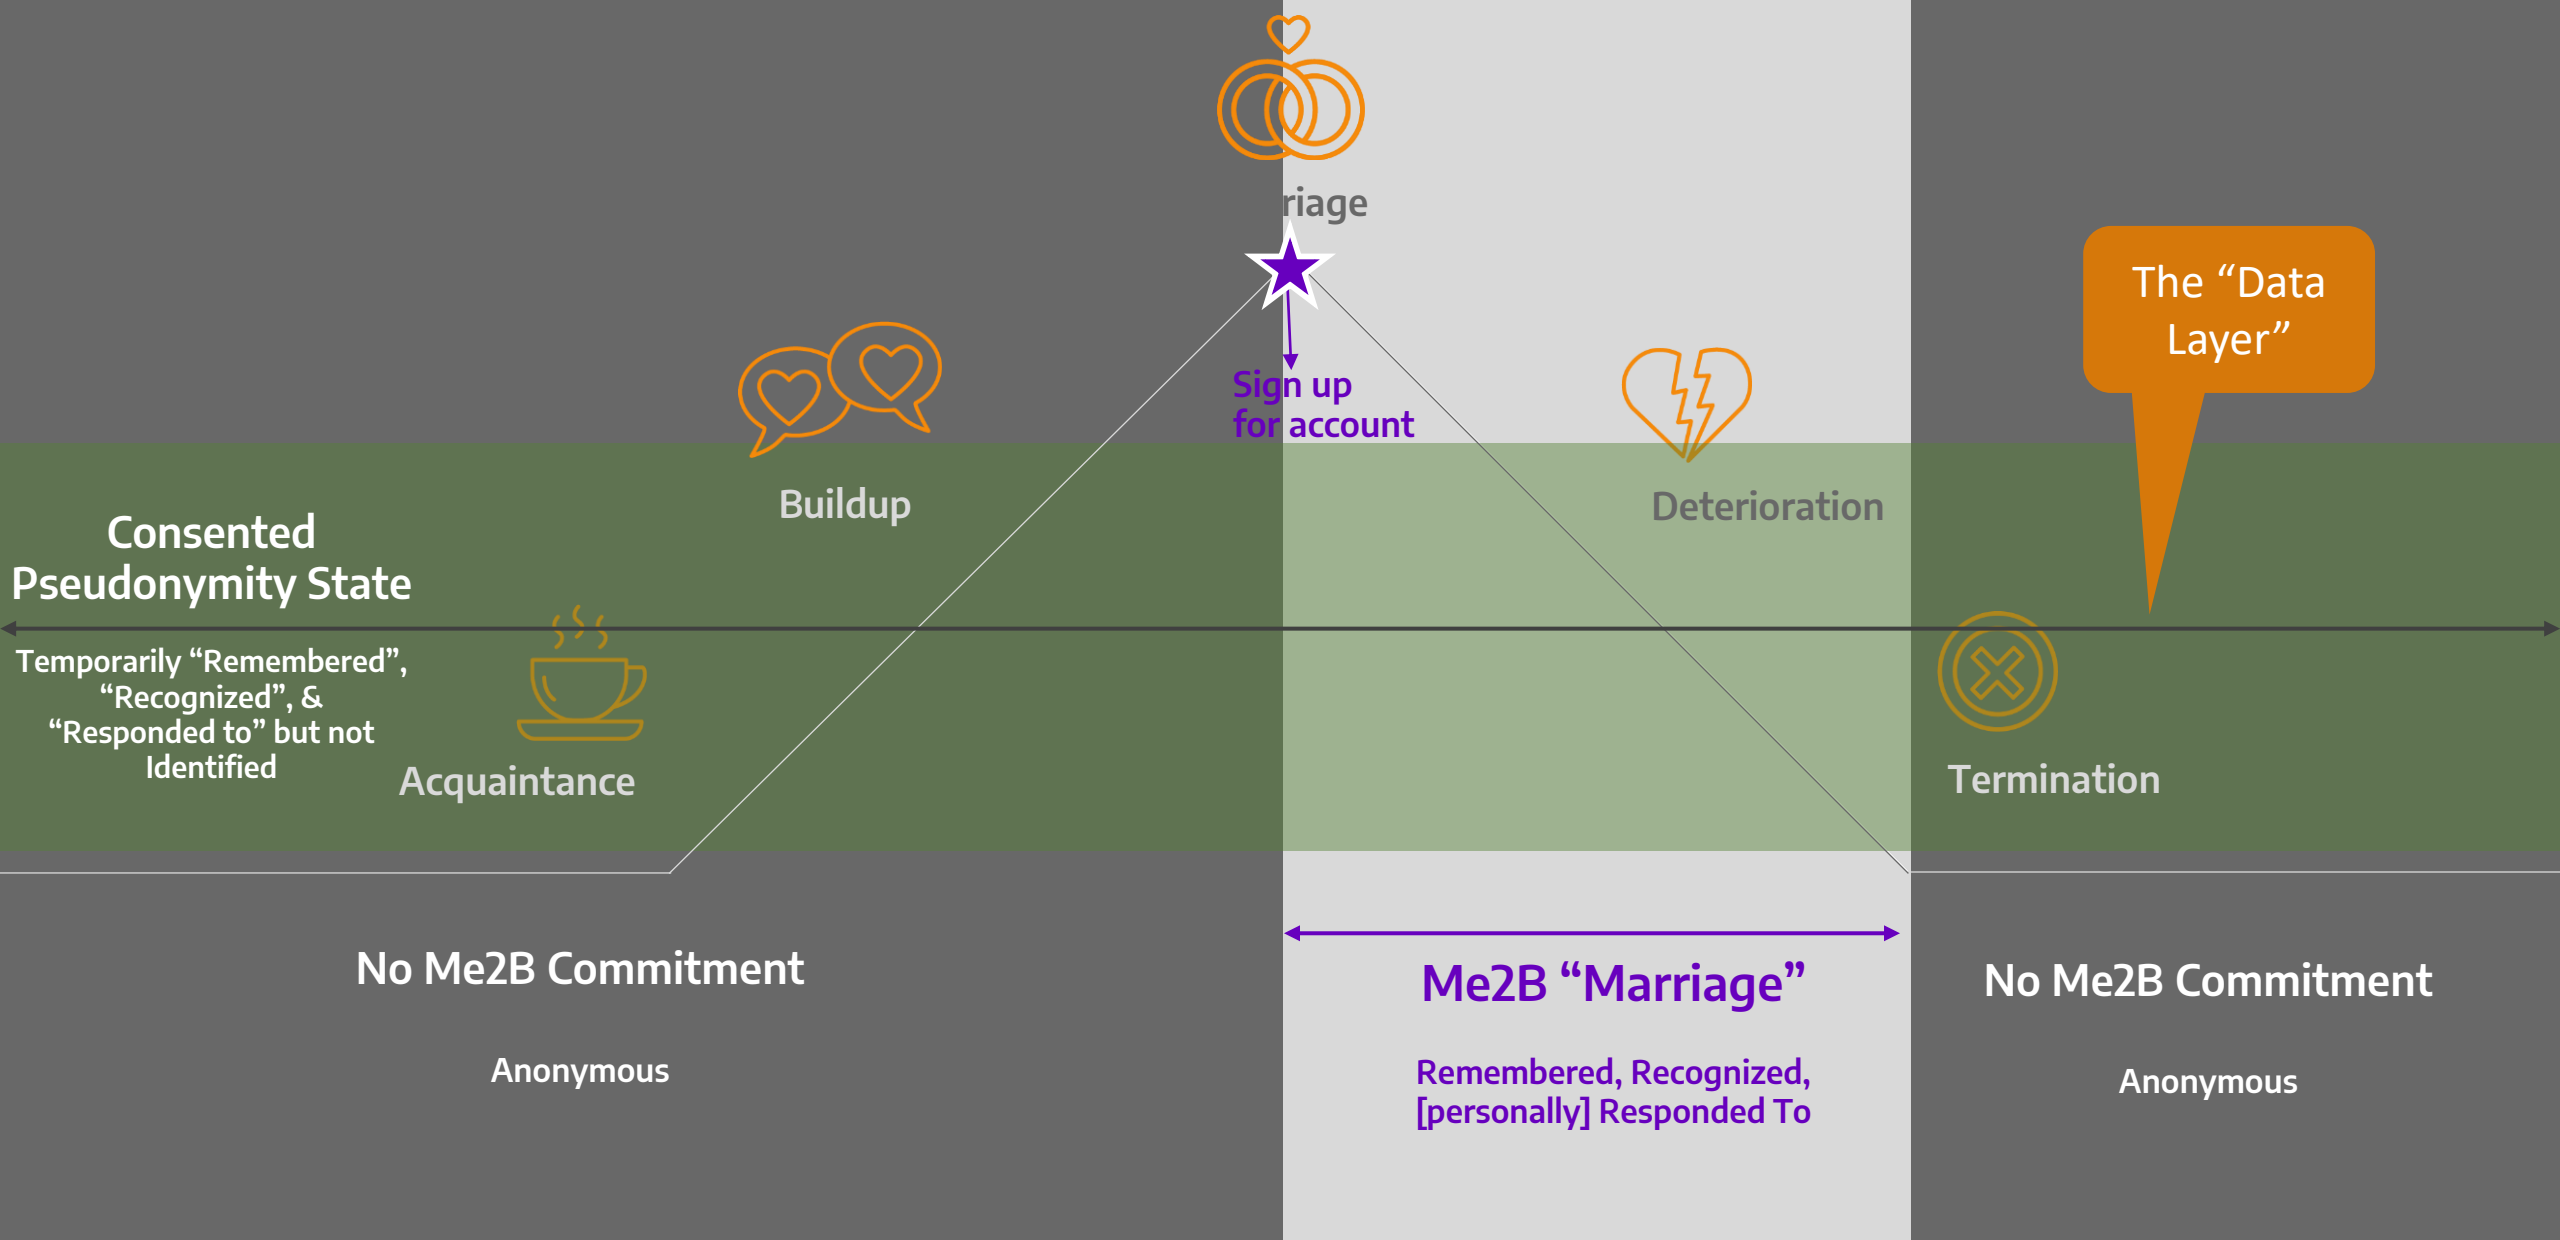 riage
The “Data
Layer”
Sign up
for account
Buildup
Deterioration
Consented
Pseudonymity State
Temporarily “Remembered”,
“Recognized”, &
“Responded to” but not
Identified
Acquaintance
Termination
No Me2B Commitment
Anonymous
Me2B “Marriage”
Remembered, Recognized,
[personally] Responded To
No Me2B Commitment
Anonymous